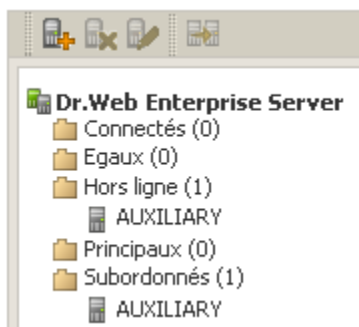 Dr.Web Enterprise Server
Connectés (0)
Egaux (0)
Hors ligne (1)
AUXILIARY
Principaux (0)
Subordonnés (1)
AUXILIARY